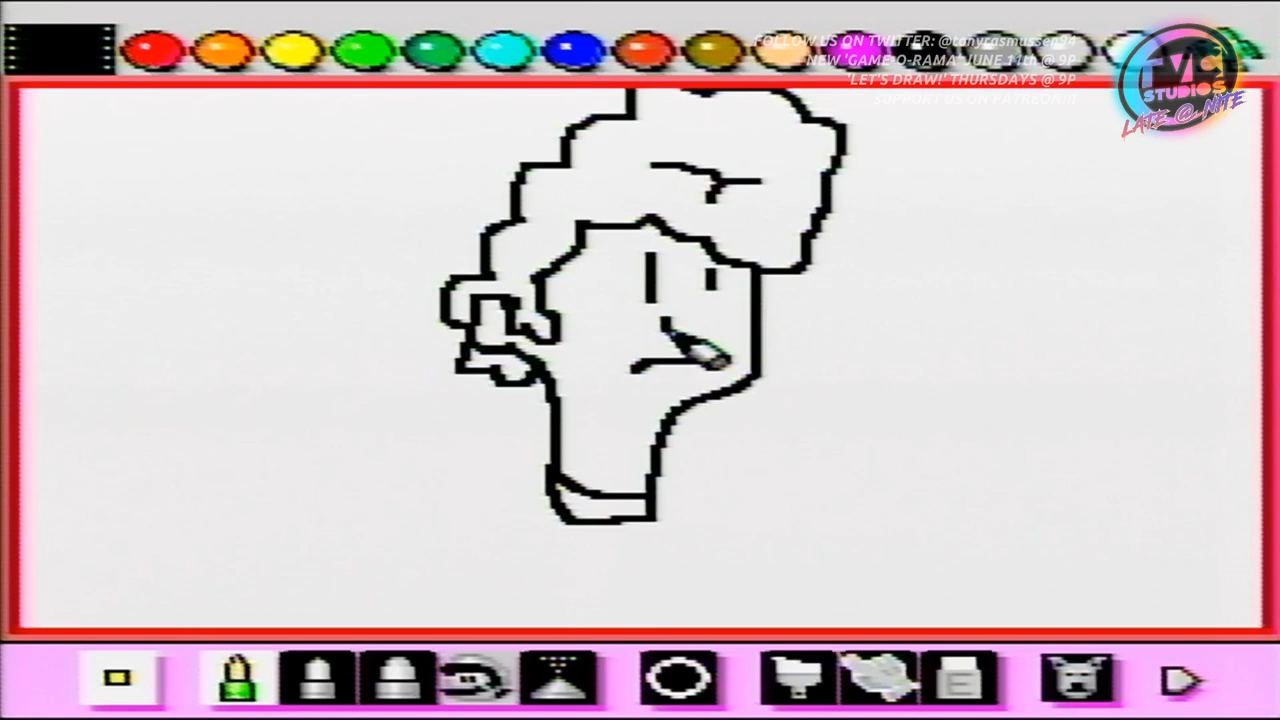 FOLLOW US ON TWITTER: @tonyrasmussen94
NEW 'GAME-O-RAMA' JUNE 11th @ 9P
'LET'S DRAW!' THURSDAYS @ 9P
SUPPORT US ON PATREON!!!
TMC
STUDIOS
LATE @ NITE